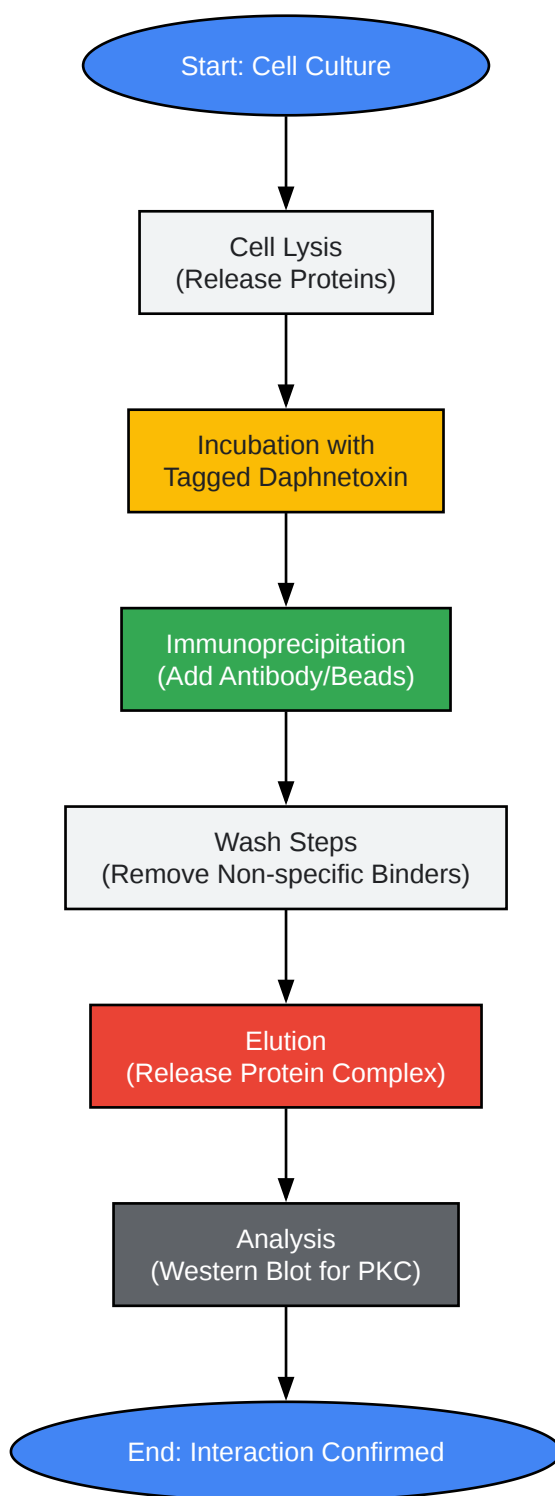 Start: Cell Culture
Cell Lysis
(Release Proteins)
Incubation with
Tagged Daphnetoxin
Immunoprecipitation
(Add Antibody/Beads)
Wash Steps
(Remove Non-specific Binders)
Elution
(Release Protein Complex)
Analysis
(Western Blot for PKC)
End: Interaction Confirmed